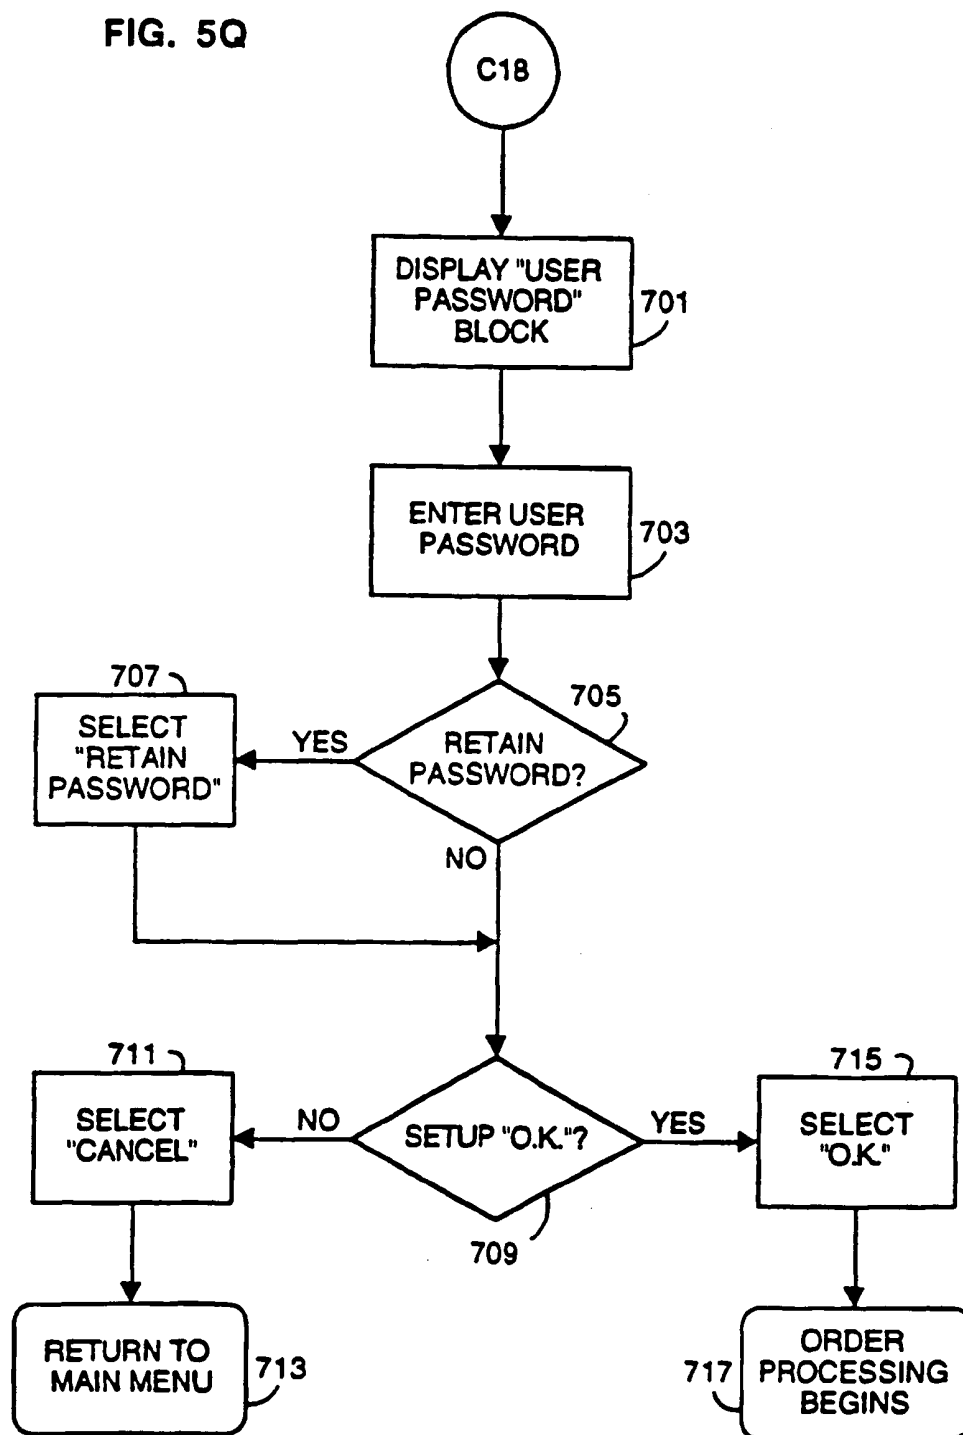 FIG. 5Q
C18
DISPLAY "USER
PASSWORD"
BLOCK
701
ENTER USER
PASSWORD
703
707
SELECT
"RETAIN
PASSWORD"
YES
705
RETAIN
PASSWORD?
NO
711
SELECT
"CANCEL"
NO
SETUP "O.K."?
709
YES
715
SELECT
"O.K."
RETURN TO
MAIN MENU
713
717
ORDER
PROCESSING
BEGINS